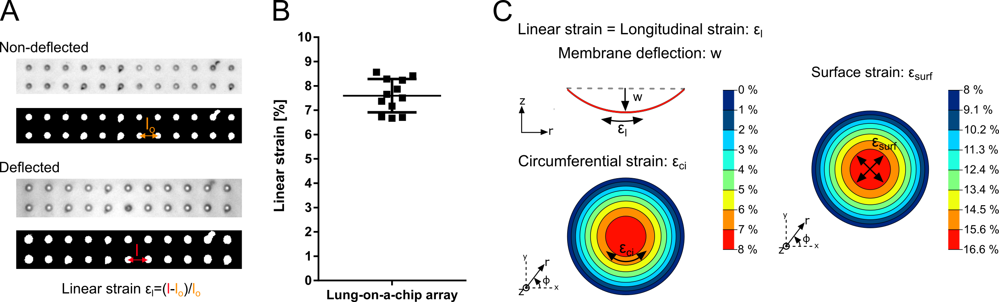 A
Non-deflected
lo
Deflected
l
Linear strain εl=(l-lo)/lo
B
Linear strain [%]
10
9
8
7
6
5
4
3
2
1
0
Lung-on-a-chip array
C
Linear strain = Longitudinal strain: εl
Membrane deflection: w
z
r
w
εl
Circumferential strain: εci
εci
y
r
ϕ
z
x
0 %
1 %
2 %
3 %
4 %
5 %
6 %
7 %
8 %
Surface strain: εsurf
εsurf
y
r
ϕ
z
x
8 %
9.1 %
10.2 %
11.3 %
12.4 %
13.4 %
14.5 %
15.6 %
16.6 %